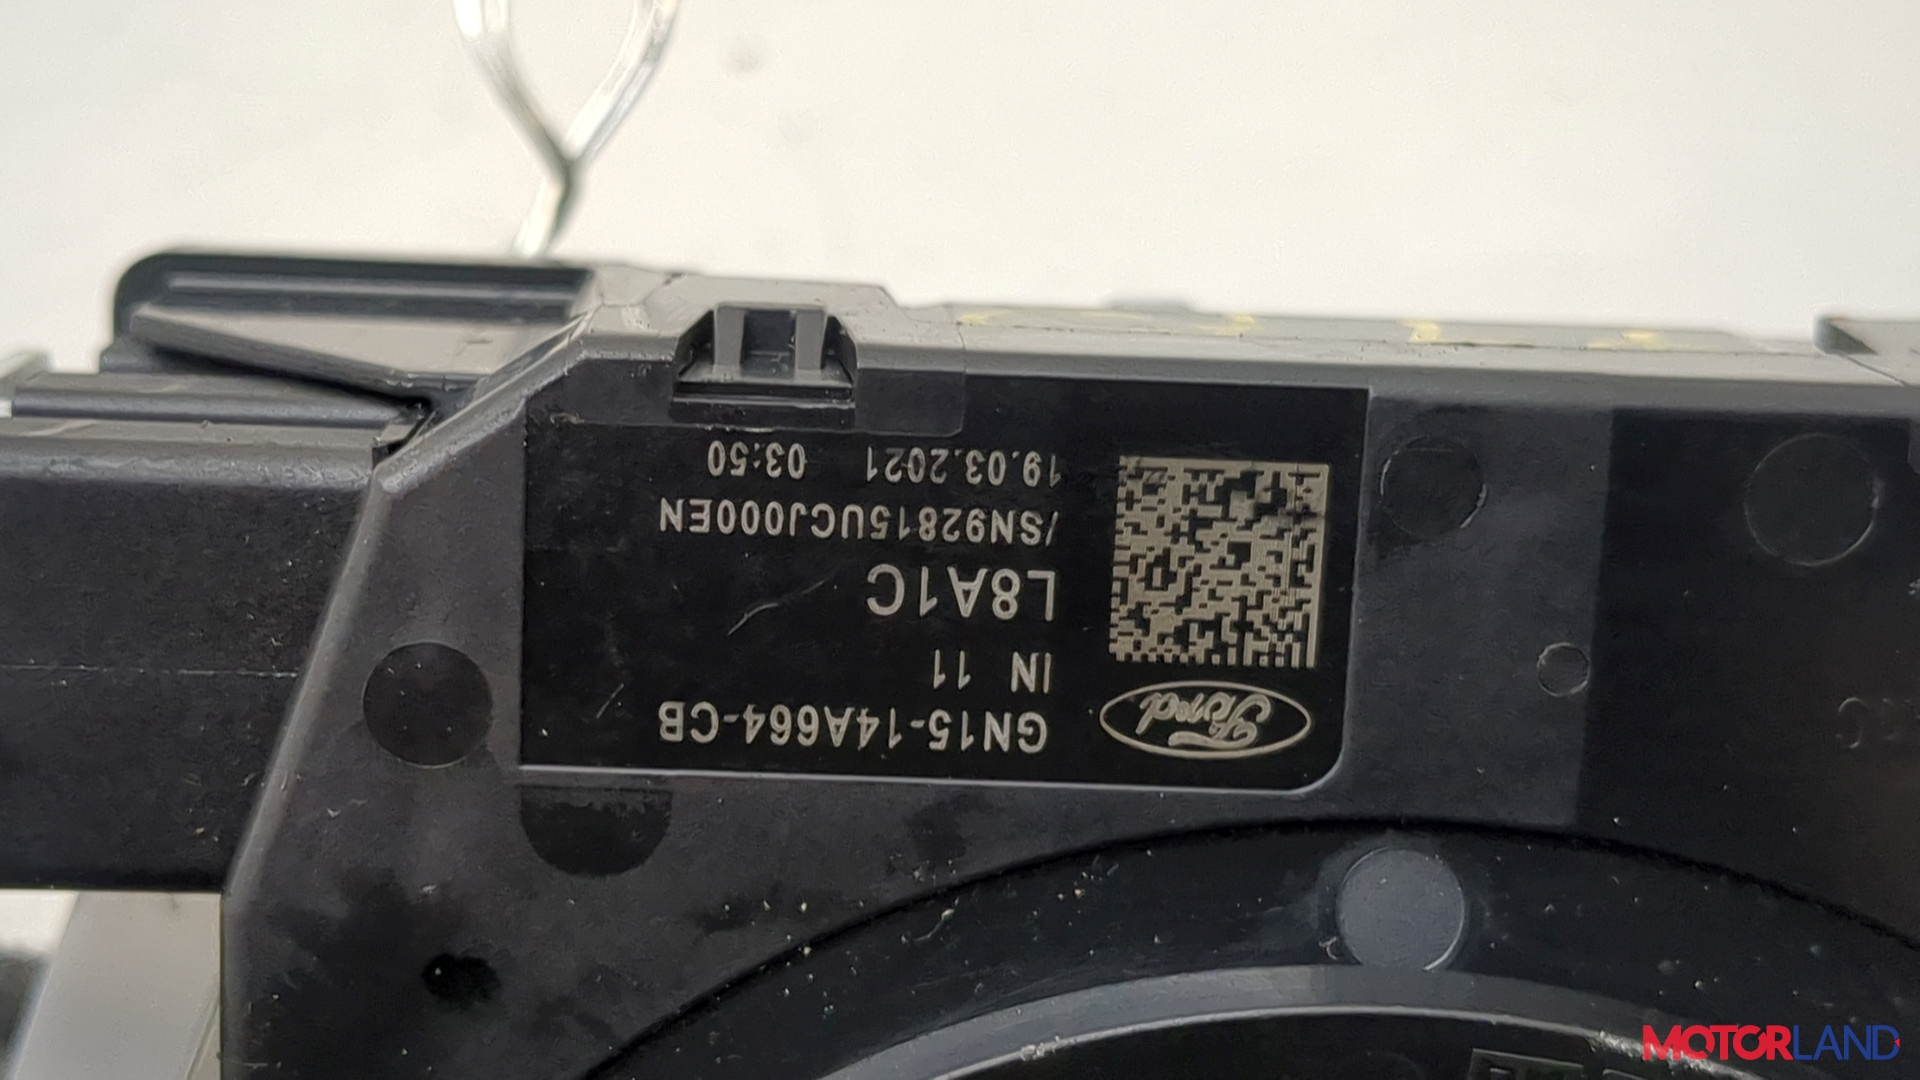 Ford
GN15-14A664-CB
IN 11
L8A1C
/SN92815UCJ000EN
19.03.2021 03:50
MOTORLAND